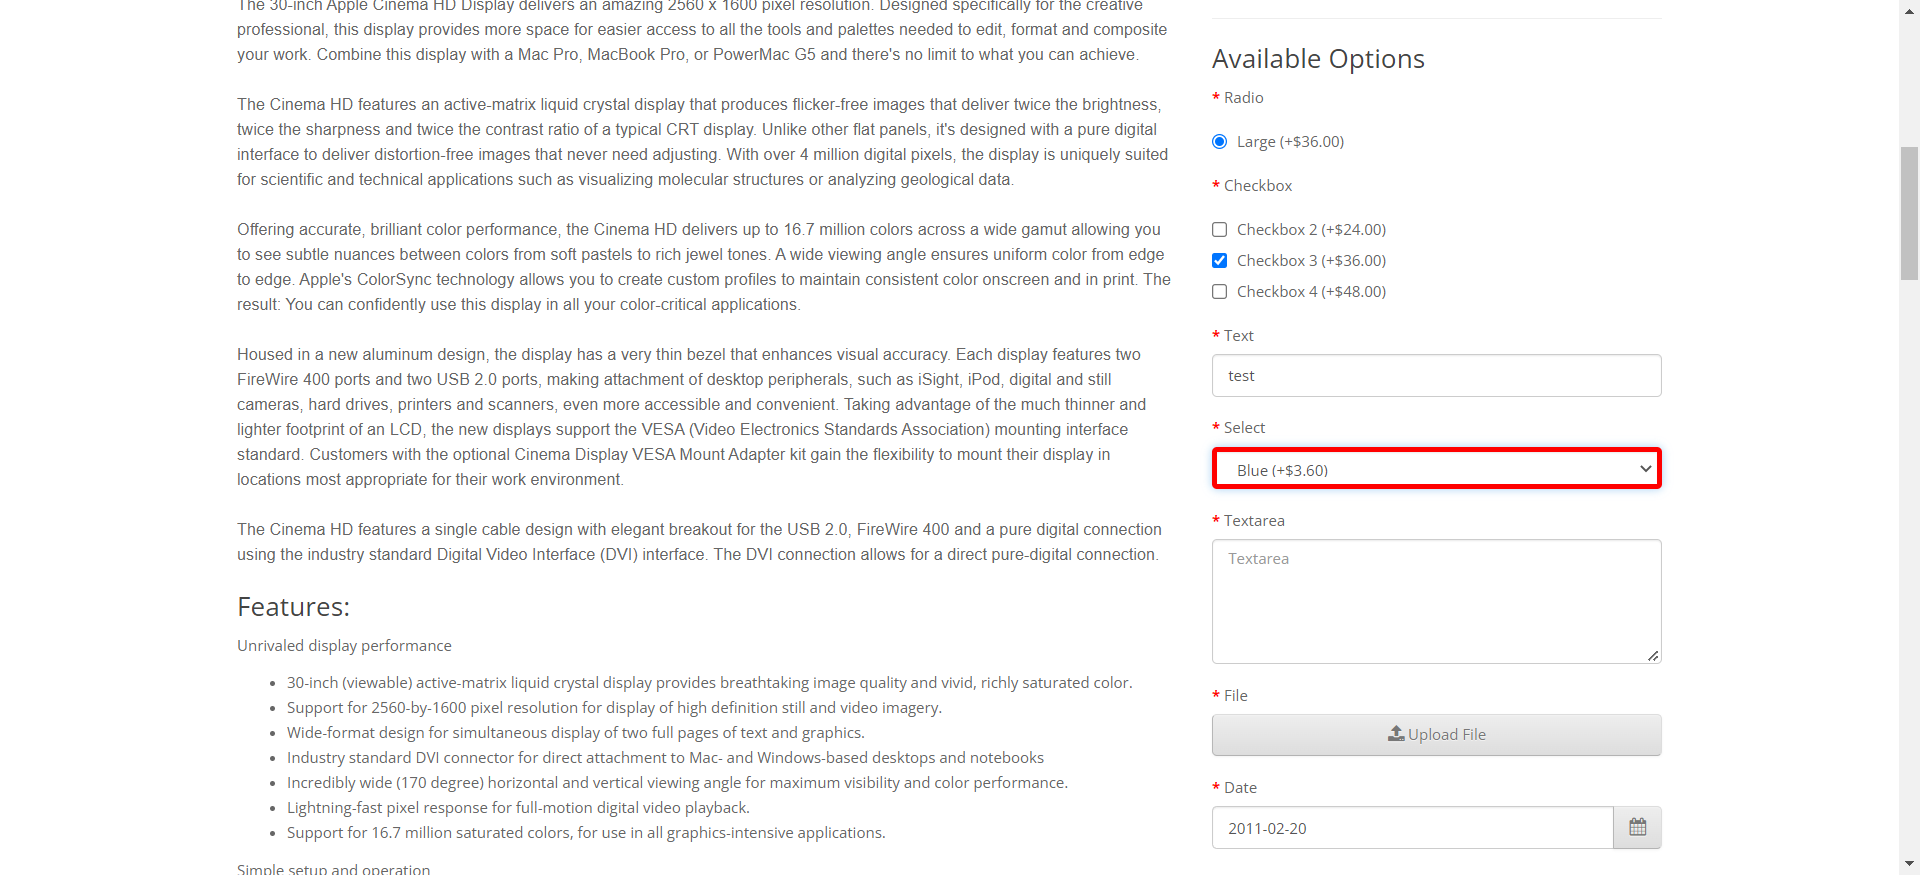 The 30-inch Apple Cinema HD Display delivers an amazing 2560 x 1600 pixel resolution. Designed specifically for the creative
professional, this display provides more space for easier access to all the tools and palettes needed to edit, format and composite
your work. Combine this display with a Mac Pro, MacBook Pro, or PowerMac G5 and there's no limit to what you can achieve.
The Cinema HD features an active-matrix liquid crystal display that produces flicker-free images that deliver twice the brightness,
twice the sharpness and twice the contrast ratio of a typical CRT display. Unlike other flat panels, it's designed with a pure digital
interface to deliver distortion-free images that never need adjusting. With over 4 million digital pixels, the display is uniquely suited
for scientific and technical applications such as visualizing molecular structures or analyzing geological data.
Offering accurate, brilliant color performance, the Cinema HD delivers up to 16.7 million colors across a wide gamut allowing you
to see subtle nuances between colors from soft pastels to rich jewel tones. A wide viewing angle ensures uniform color from edge
to edge. Apple's ColorSync technology allows you to create custom profiles to maintain consistent color onscreen and in print. The
result: You can confidently use this display in all your color-critical applications.
Housed in a new aluminum design, the display has a very thin bezel that enhances visual accuracy. Each display features two
FireWire 400 ports and two USB 2.0 ports, making attachment of desktop peripherals, such as iSight, iPod, digital and still
cameras, hard drives, printers and scanners, even more accessible and convenient. Taking advantage of the much thinner and
lighter footprint of an LCD, the new displays support the VESA (Video Electronics Standards Association) mounting interface
standard. Customers with the optional Cinema Display VESA Mount Adapter kit gain the flexibility to mount their display in
locations most appropriate for their work environment.
The Cinema HD features a single cable design with elegant breakout for the USB 2.0, FireWire 400 and a pure digital connection
using the industry standard Digital Video Interface (DVI) interface. The DVI connection allows for a direct pure-digital connection.
Features:
Unrivaled display performance
• 30-inch (viewable) active-matrix liquid crystal display provides breathtaking image quality and vivid, richly saturated color.
• Support for 2560-by-1600 pixel resolution for display of high definition still and video imagery.
• Wide-format design for simultaneous display of two full pages of text and graphics.
• Industry standard DVI connector for direct attachment to Mac- and Windows-based desktops and notebooks
• Incredibly wide (170 degree) horizontal and vertical viewing angle for maximum visibility and color performance.
• Lightning-fast pixel response for full-motion digital video playback.
• Support for 16.7 million saturated colors, for use in all graphics-intensive applications.
Simple setup and operation
Available Options
* Radio
Large (+$36.00)
* Checkbox
Checkbox 2 (+$24.00)
Checkbox 3 (+$36.00)
Checkbox 4 (+$48.00)
* Text
test
* Select
Blue (+$3.60)
* Textarea
Textarea
* File
Upload File
* Date
2011-02-20